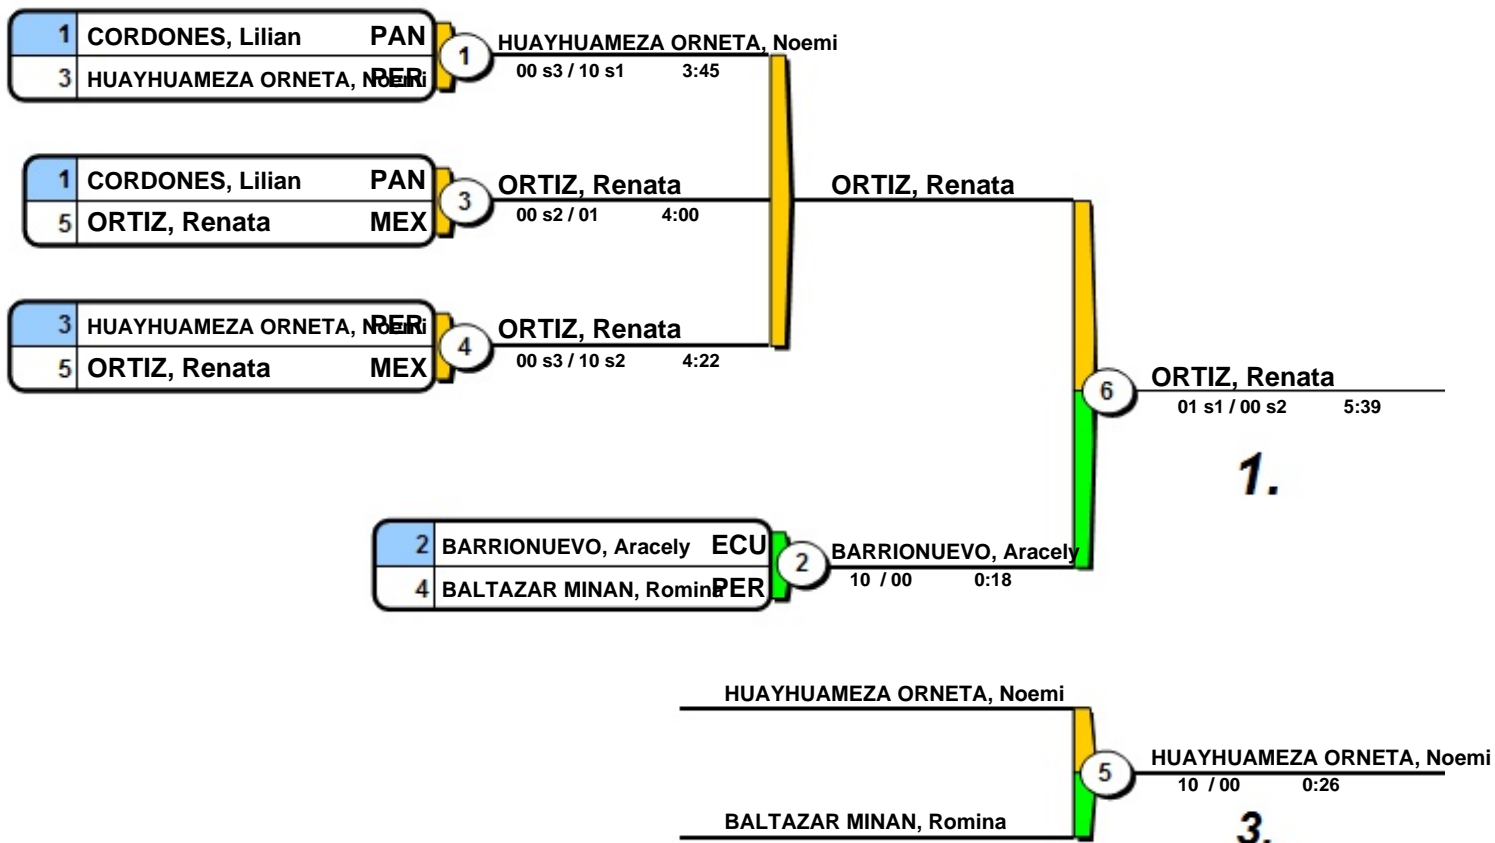 1 CORDONES, Lilian PAN
3 HUAYHUAMEZA ORNETA, Noemi PER
1
HUAYHUAMEZA ORNETA, Noemi
00 s3 / 10 s1 3:45
1 CORDONES, Lilian PAN
5 ORTIZ, Renata MEX
3
ORTIZ, Renata
00 s2 / 01 4:00
ORTIZ, Renata
3 HUAYHUAMEZA ORNETA, Noemi PER
5 ORTIZ, Renata MEX
4
ORTIZ, Renata
00 s3 / 10 s2 4:22
6
ORTIZ, Renata
01 s1 / 00 s2 5:39
1.
2 BARRIONUEVO, Aracely ECU
4 BALTAZAR MINAN, Romina PER
2
BARRIONUEVO, Aracely
10 / 00 0:18
HUAYHUAMEZA ORNETA, Noemi
5
HUAYHUAMEZA ORNETA, Noemi
10 / 00 0:26
BALTAZAR MINAN, Romina
3.